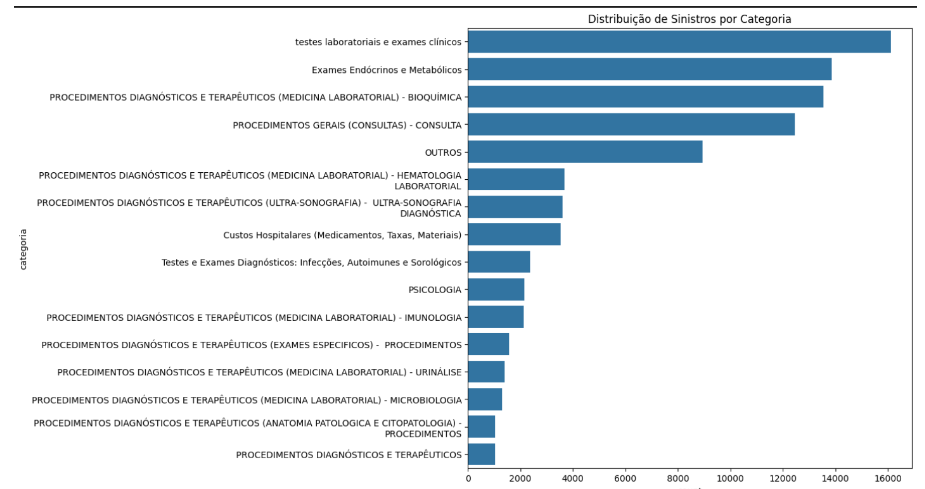 Distribuição de Sinistros por Categoria
testes laboratoriais e exames clínicos
Exames Endócrinos e Metabólicos
PROCEDIMENTOS DIAGNÓSTICOS E TERAPÊUTICOS (MEDICINA LABORATORIAL) - BIOQUÍMICA
PROCEDIMENTOS GERAIS (CONSULTAS) - CONSULTA
OUTROS
PROCEDIMENTOS DIAGNÓSTICOS E TERAPÊUTICOS (MEDICINA LABORATORIAL) - HEMATOLOGIA
LABORATORIAL
PROCEDIMENTOS DIAGNÓSTICOS E TERAPÊUTICOS (ULTRA-SONOGRAFIA) - ULTRA-SONOGRAFIA
DIAGNÓSTICA
Custos Hospitalares (Medicamentos, Taxas, Materiais)
Testes e Exames Diagnósticos: Infecções, Autoimunes e Sorológicos
PSICOLOGIA
PROCEDIMENTOS DIAGNÓSTICOS E TERAPÊUTICOS (MEDICINA LABORATORIAL) - IMUNOLOGIA
PROCEDIMENTOS DIAGNÓSTICOS E TERAPÊUTICOS (EXAMES ESPECIFICOS) - PROCEDIMENTOS
PROCEDIMENTOS DIAGNÓSTICOS E TERAPÊUTICOS (MEDICINA LABORATORIAL) - URINÁLISE
PROCEDIMENTOS DIAGNÓSTICOS E TERAPÊUTICOS (MEDICINA LABORATORIAL) - MICROBIOLOGIA
PROCEDIMENTOS DIAGNÓSTICOS E TERAPÊUTICOS (ANATOMIA PATOLOGICA E CITOPATOLOGIA) -
PROCEDIMENTOS
PROCEDIMENTOS DIAGNÓSTICOS E TERAPÊUTICOS
categoria
0 2000 4000 6000 8000 10000 12000 14000 16000